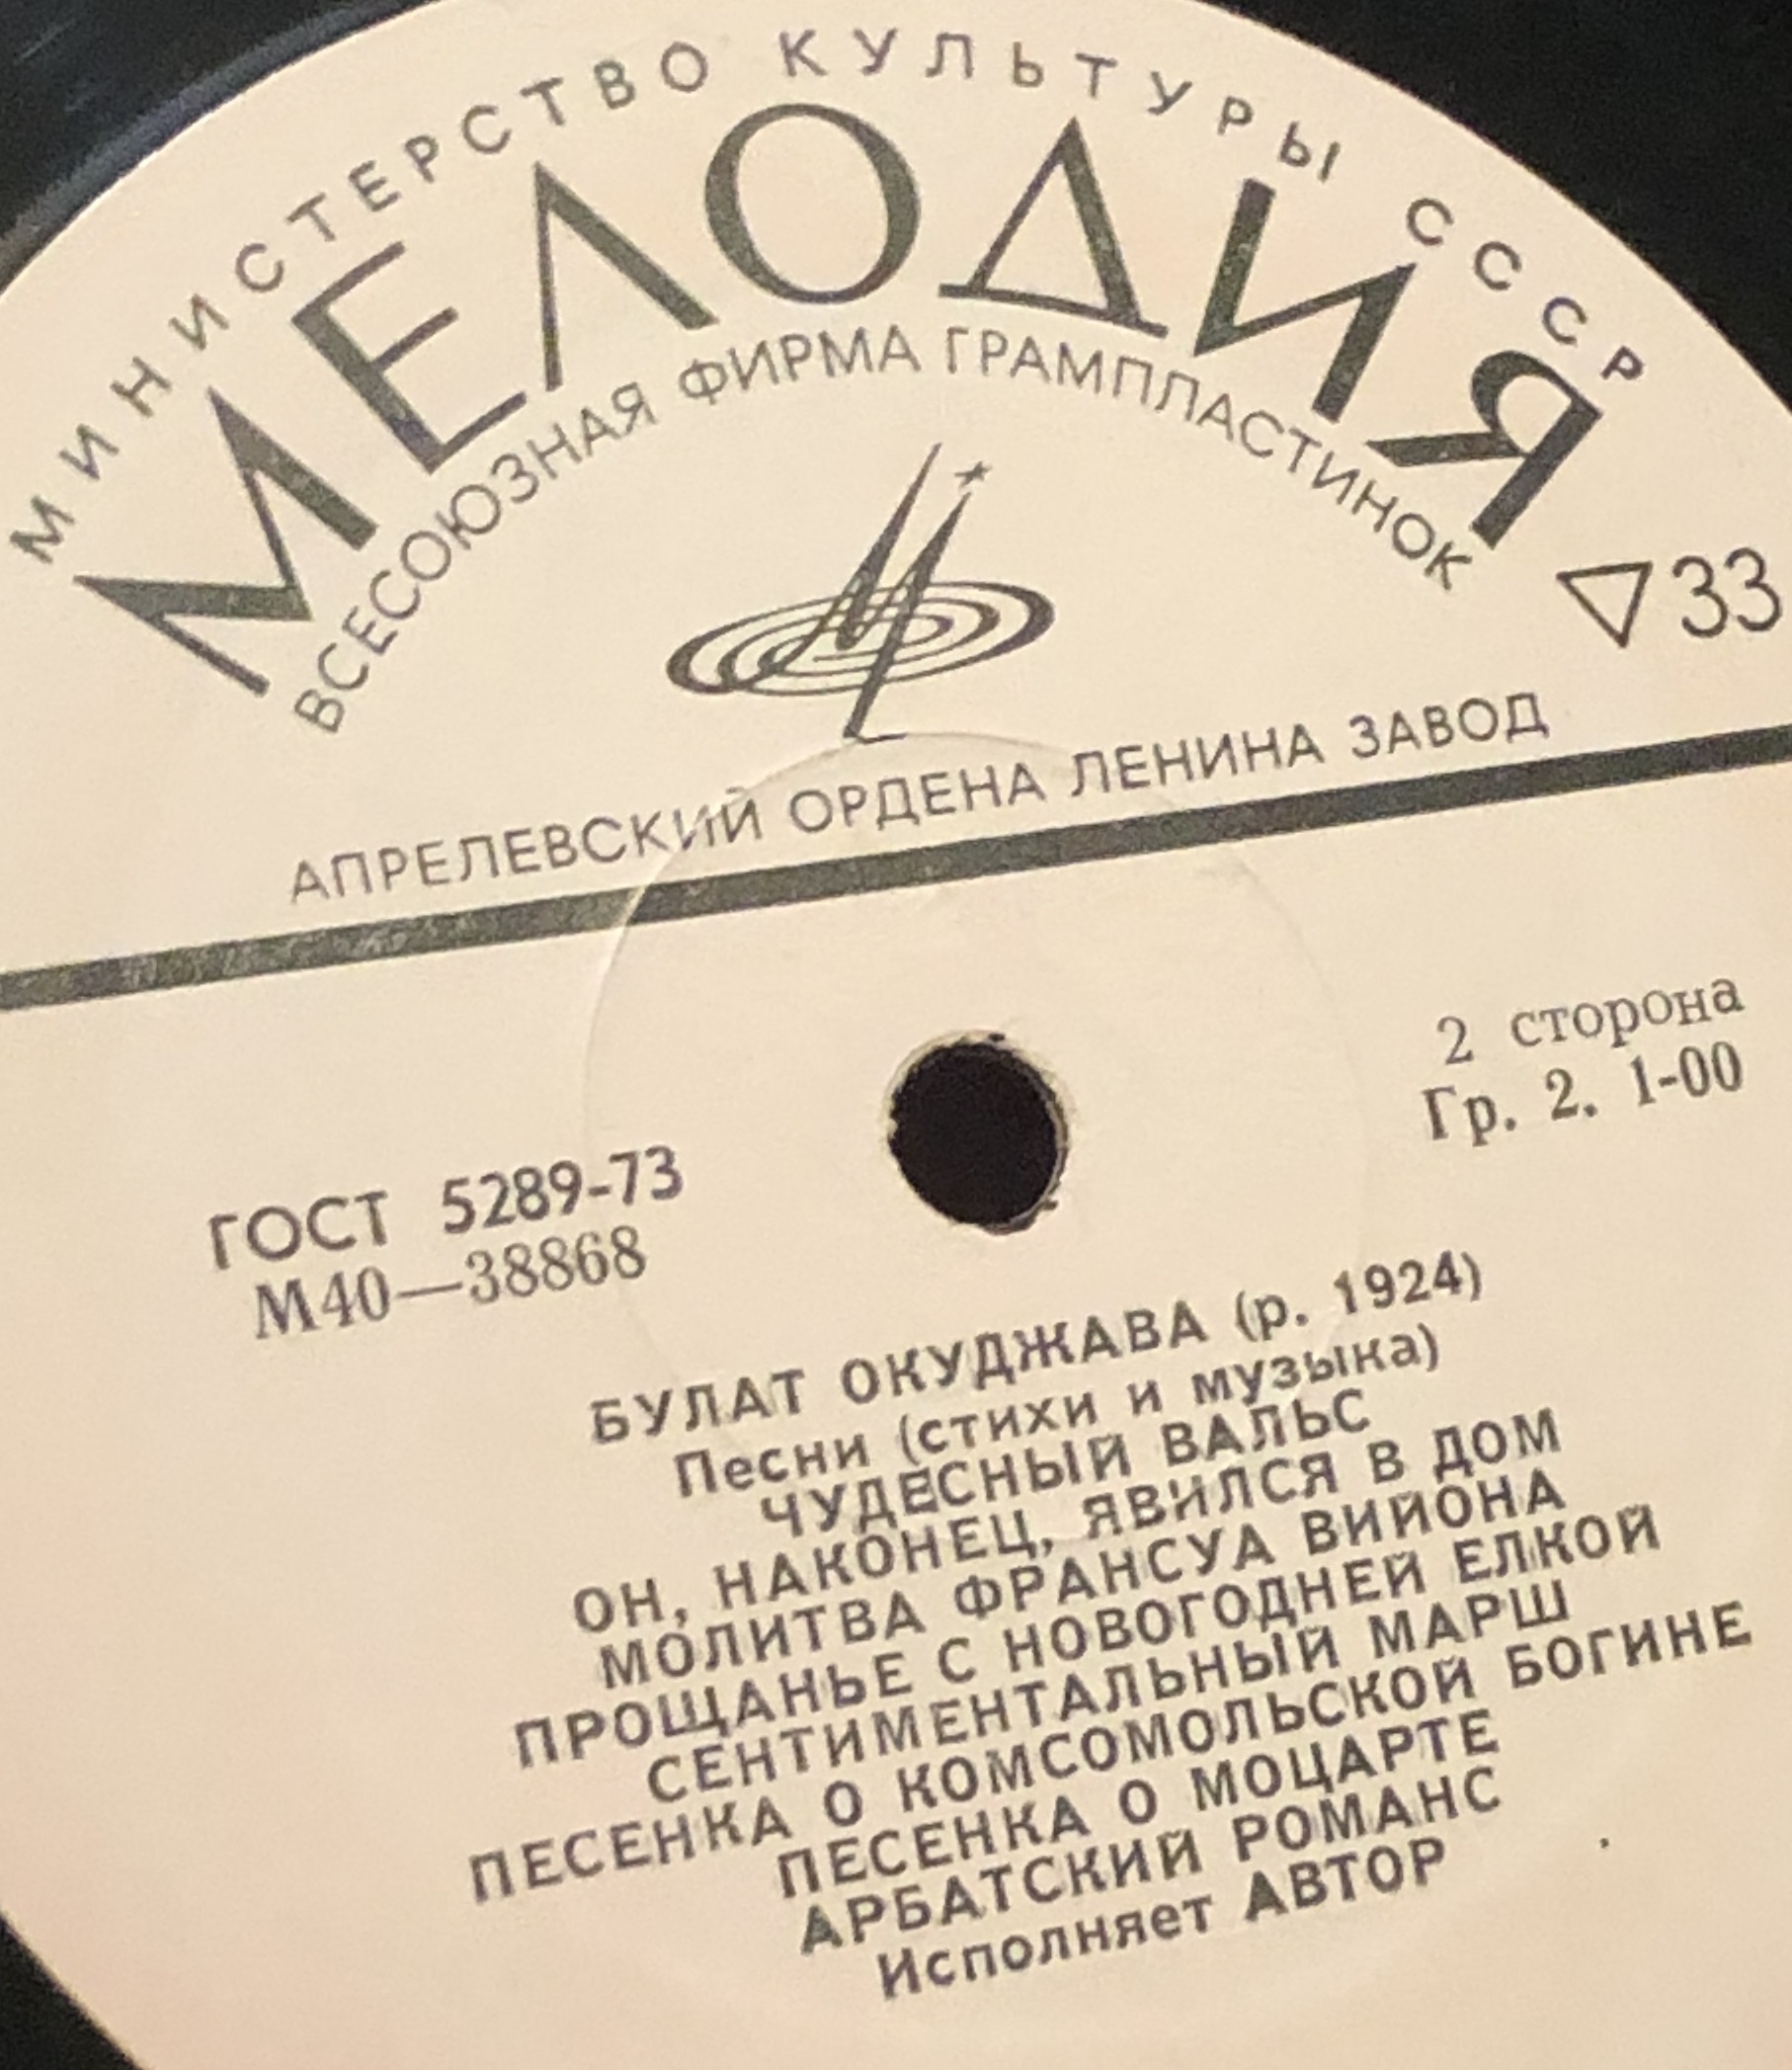 МИНИСТЕРСТВО КУЛЬТУРЫ СССР
МЕЛОДИЯ
ВСЕСОЮЗНАЯ ФИРМА ГРАМПЛАСТИНОК
▽33
АПРЕЛЕВСКИЙ ОРДЕНА ЛЕНИНА ЗАВОД
2 сторона
Гр. 2. 1-00
ГОСТ 5289-73
М40—38868
БУЛАТ ОКУДЖАВА (р. 1924)
Песни (стихи и музыка)
ЧУДЕСНЫЙ ВАЛЬС
ОН, НАКОНЕЦ, ЯВИЛСЯ В ДОМ
МОЛИТВА ФРАНСУА ВИЙОНА
ПРОЩАНЬЕ С НОВОГОДНЕЙ ЕЛКОЙ
СЕНТИМЕНТАЛЬНЫЙ МАРШ
ПЕСЕНКА О КОМСОМОЛЬСКОЙ БОГИНЕ
ПЕСЕНКА О МОЦАРТЕ
АРБАТСКИЙ РОМАНС
Исполняет АВТОР